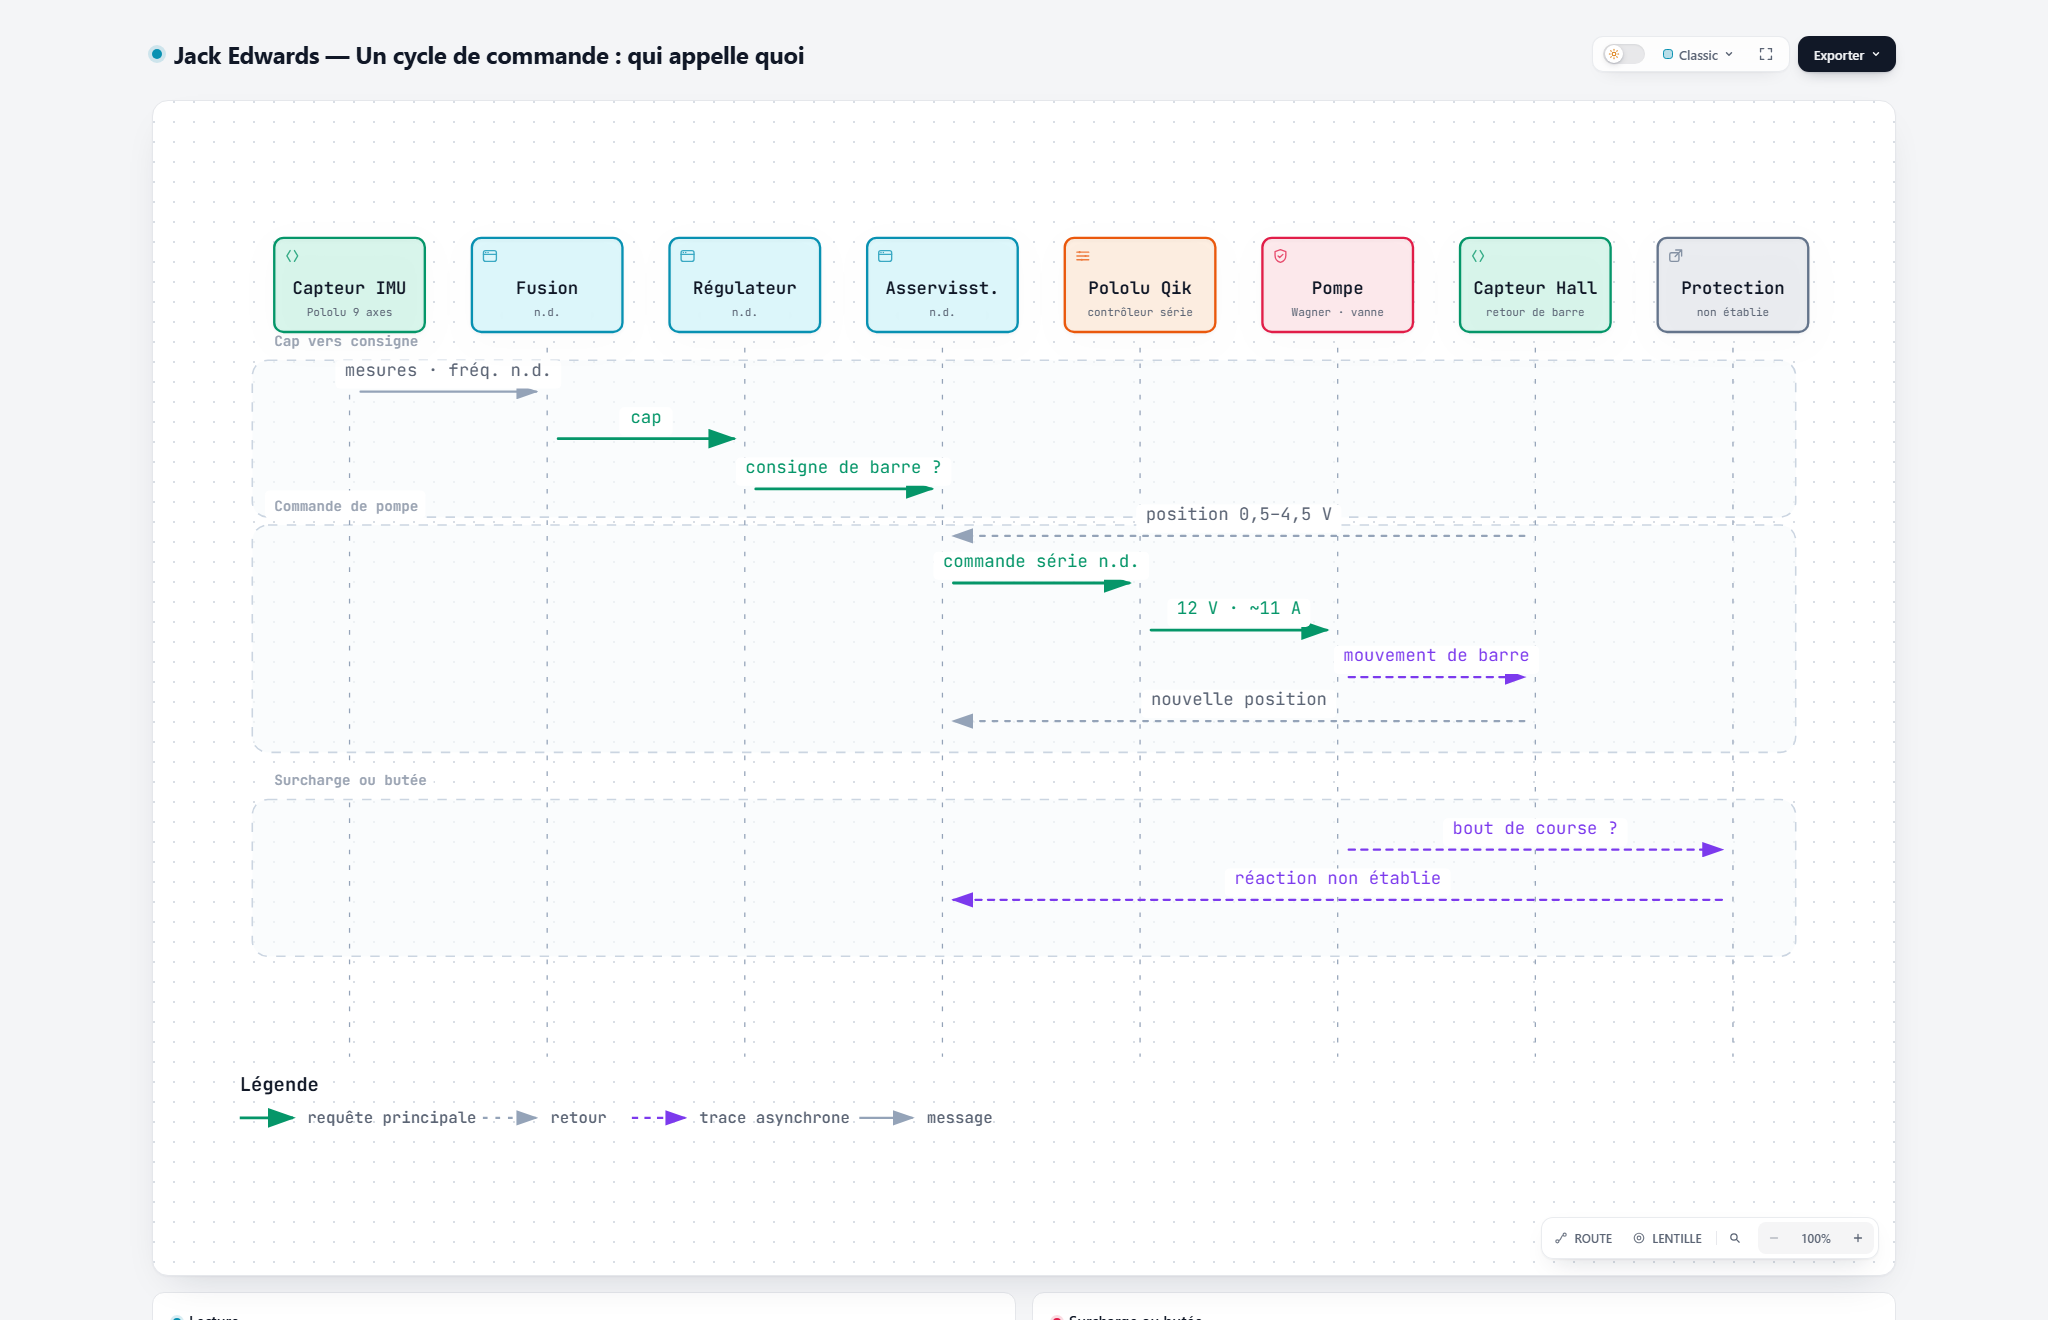 Jack Edwards — Un cycle de commande : qui appelle quoi
Classic
Exporter
Capteur IMU
Pololu 9 axes
Fusion
n.d.
Régulateur
n.d.
Asservisst.
n.d.
Pololu Qik
contrôleur série
Pompe
Wagner · vanne
Capteur Hall
retour de barre
Protection
non établie
Cap vers consigne
mesures · fréq. n.d.
cap
consigne de barre ?
Commande de pompe
position 0,5–4,5 V
commande série n.d.
12 V · ~11 A
mouvement de barre
nouvelle position
Surcharge ou butée
bout de course ?
réaction non établie
Légende
requête principale
retour
trace asynchrone
message
ROUTE
LENTILLE
100%
Lecture
Surcharge ou butée